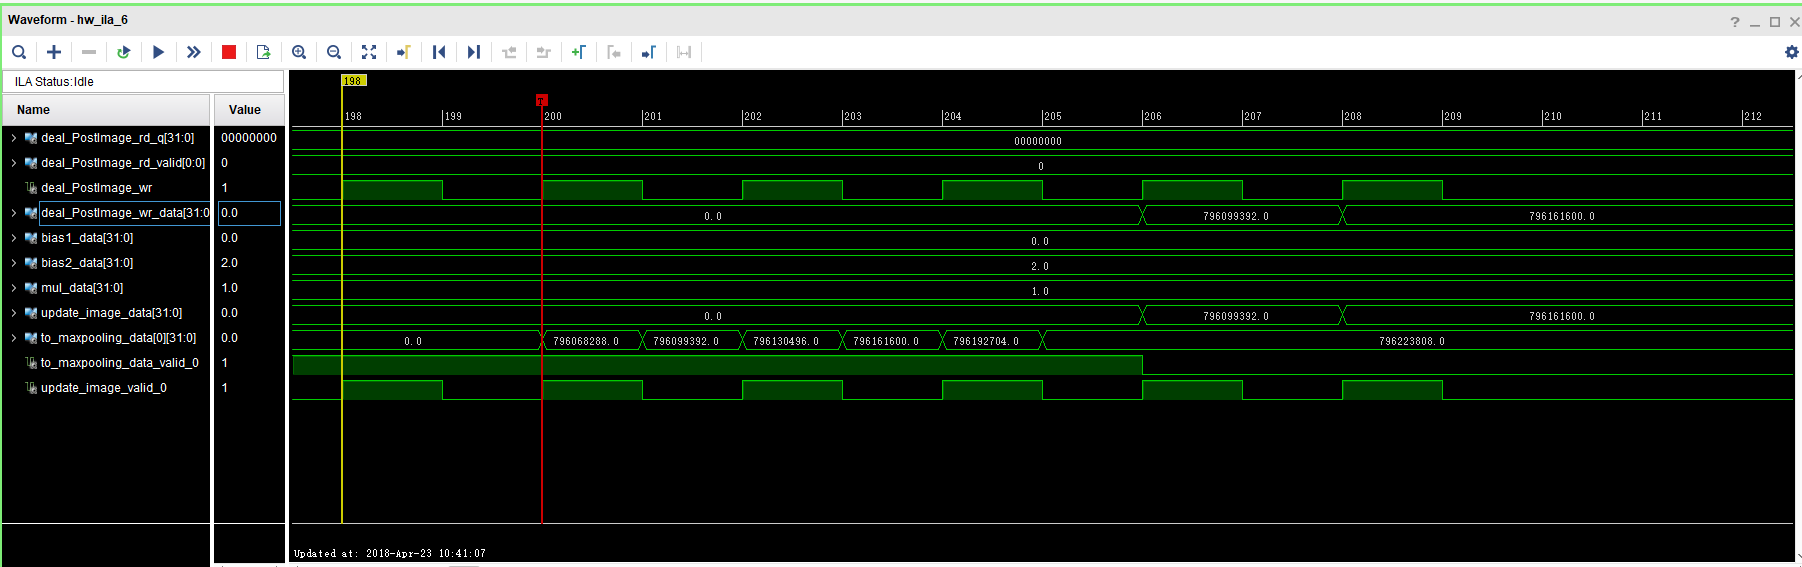 Waveform - hw_ila_6
?
ILA Status:Idle
Name Value
198
T
198 199 200 201 202 203 204 205 206 207 208 209 210 211 212
deal_PostImage_rd_q[31:0] 00000000 00000000
deal_PostImage_rd_valid[0:0] 0 0
deal_PostImage_wr 1
deal_PostImage_wr_data[31:0 0.0 0.0 796099392.0 796161600.0
bias1_data[31:0] 0.0 0.0
bias2_data[31:0] 2.0 2.0
mul_data[31:0] 1.0 1.0
update_image_data[31:0] 0.0 0.0 796099392.0 796161600.0
to_maxpooling_data[0][31:0] 0.0 0.0 796068288.0 796099392.0 796130496.0 796161600.0 796192704.0 796223808.0
to_maxpooling_data_valid_0 1
update_image_valid_0 1
Updated at: 2018-Apr-23 10:41:07